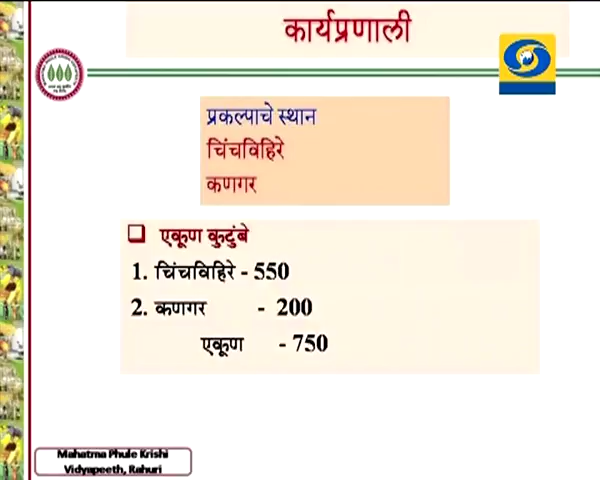 कार्यप्रणाली
प्रकल्पाचे स्थान
चिंचविहिरे
कणगर
एकूण कुटुंबे
1. चिंचविहिरे - 550
2. कणगर - 200
एकूण - 750
Mahatma Phule Krishi
Vidyapeeth, Rahuri